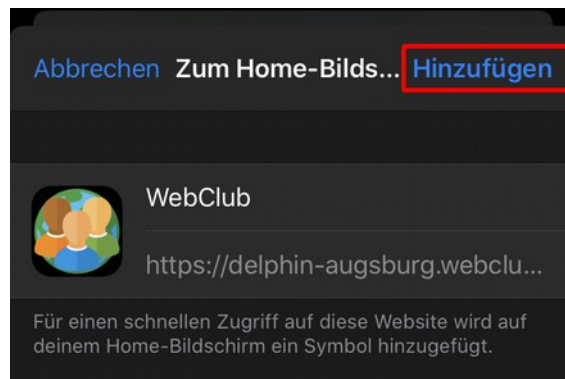 Abbrechen Zum Home-Bilds... Hinzufügen
WebClub
https://delphin-augsburg.webclu...
Für einen schnellen Zugriff auf diese Website wird auf
deinem Home-Bildschirm ein Symbol hinzugefügt.